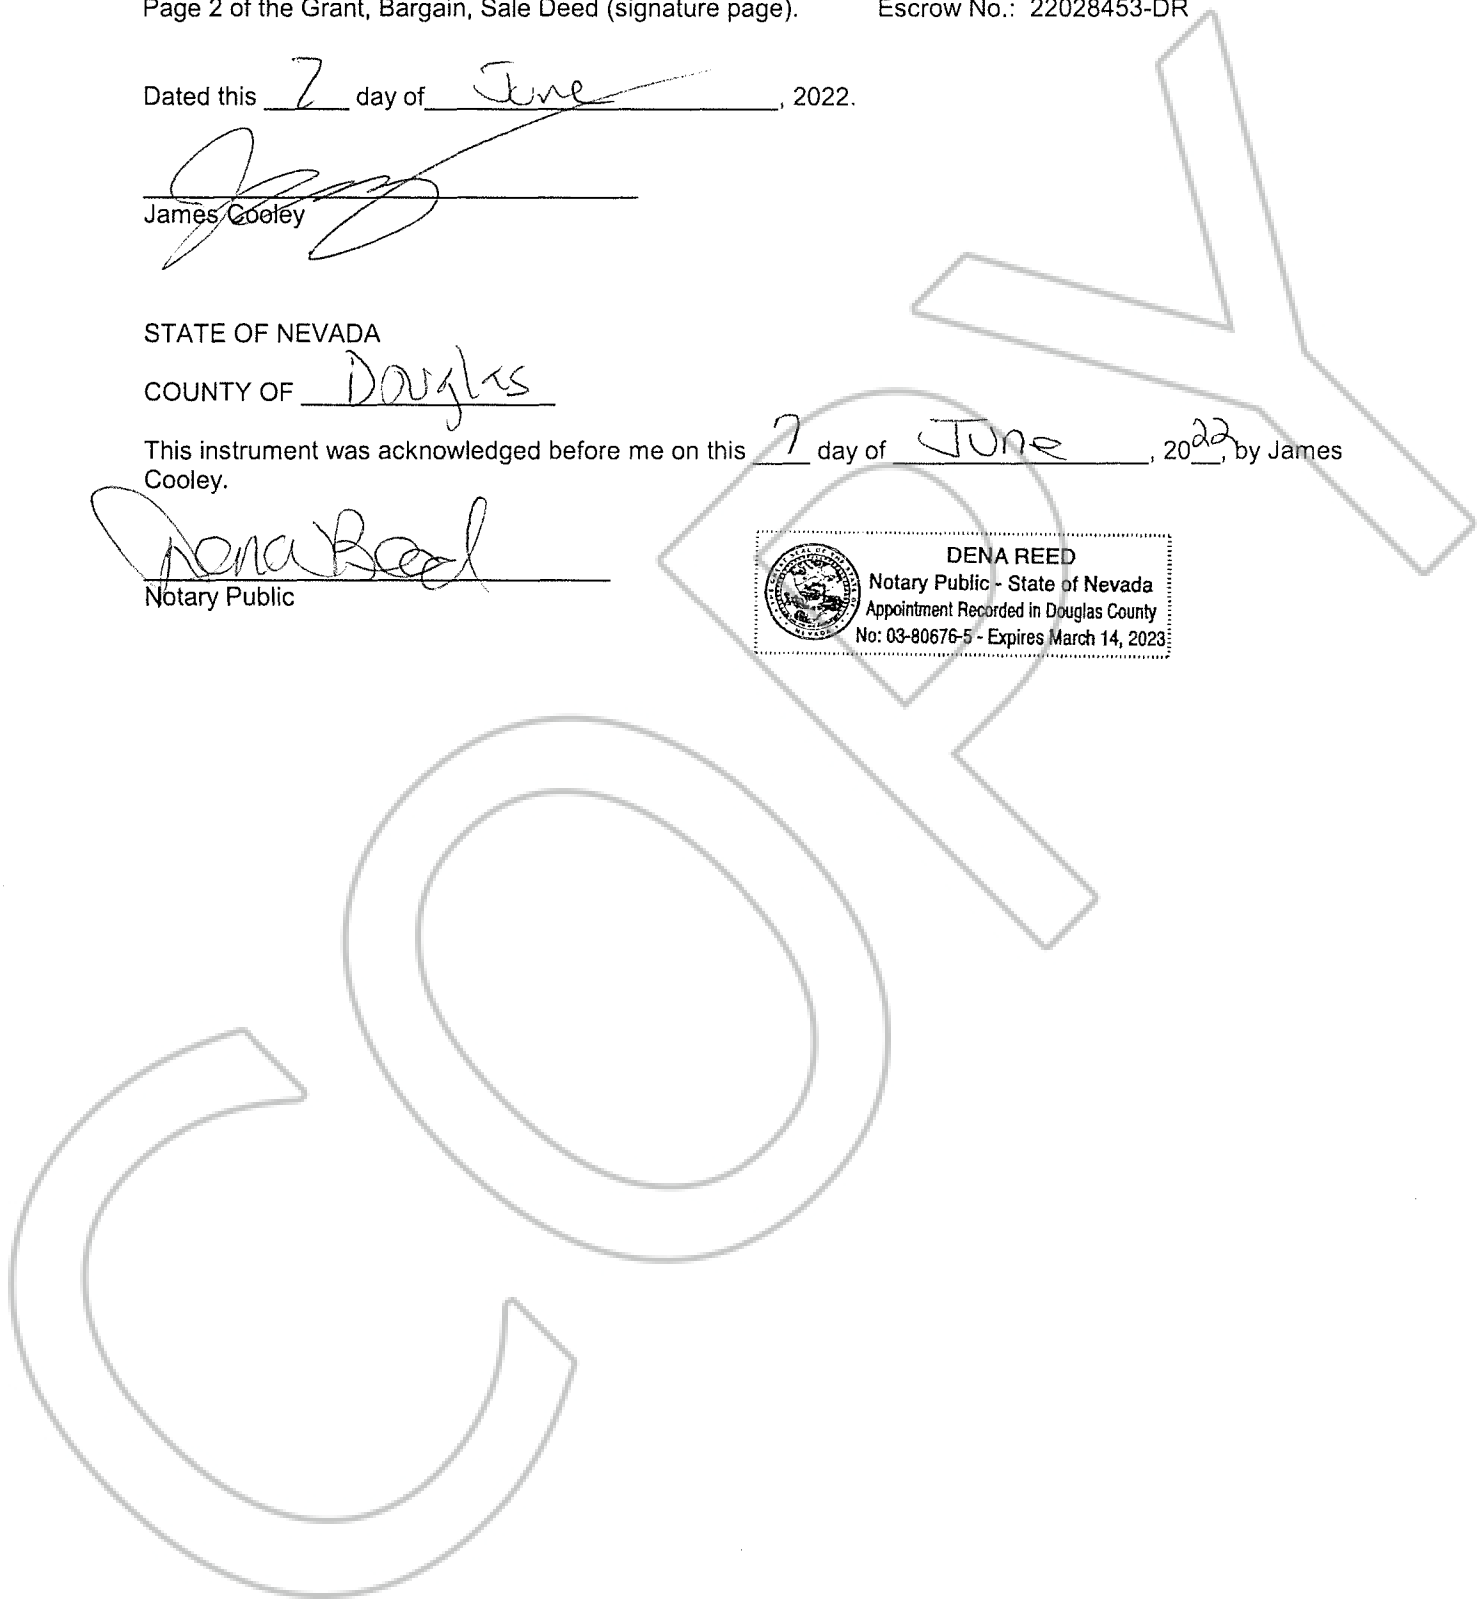 Page 2 of the Grant, Bargain, Sale Deed (signature page). Escrow No.: 22028453-DR
Dated this 7 day of June, 2022.
James Cooley
STATE OF NEVADA
COUNTY OF Douglas
This instrument was acknowledged before me on this 7 day of June, 2022, by James
Cooley.
Dena Reed
Notary Public
DENA REED
Notary Public - State of Nevada
Appointment Recorded in Douglas County
No: 03-80676-5 - Expires March 14, 2023
COPY